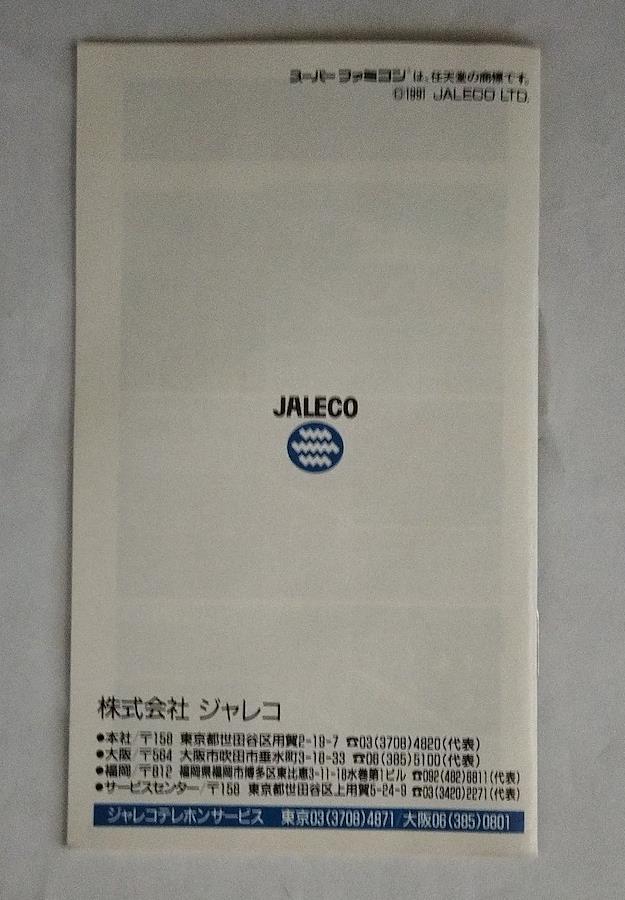 スーパーファミコン®は、任天堂の商標です。
©1991 JALECO LTD.
JALECO
株式会社 ジャレコ
●本社/〒158 東京都世田谷区用賀2-19-7 ☎03(3708)4820(代表)
●大阪/〒564 大阪市吹田市垂水町3-16-33 ☎06(385)5100(代表)
●福岡/〒812 福岡県福岡市博多区東比恵3-11-18水巻第1ビル ☎092(482)6811(代表)
●サービスセンター/〒158 東京都世田谷区上用賀5-24-9 ☎03(3420)2271(代表)
ジャレコテレホンサービス 東京03(3708)4871/大阪06(385)0801